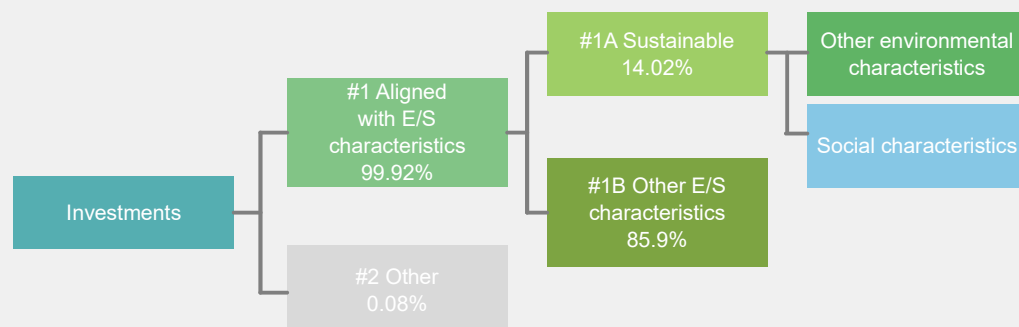 Investments
#1 Aligned
with E/S
characteristics
99.92%
#2 Other
0.08%
#1A Sustainable
14.02%
#1B Other E/S
characteristics
85.9%
Other environmental
characteristics
Social characteristics